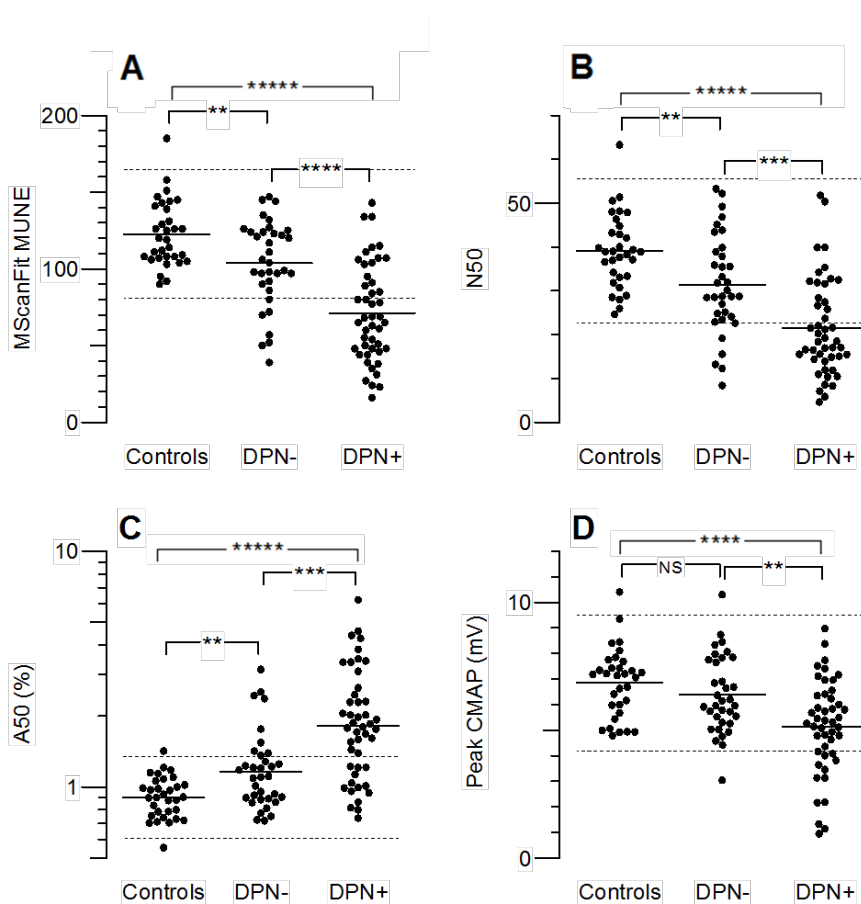 A
*****
**
****
200
100
0
MScanFit MUNE
Controls DPN- DPN+
B
*****
**
***
50
0
N50
Controls DPN- DPN+
C
*****
***
**
10
1
A50 (%)
Controls DPN- DPN+
D
****
NS
**
10
0
Peak CMAP (mV)
Controls DPN- DPN+